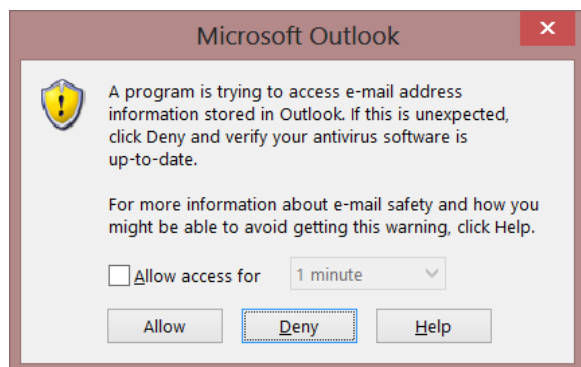 Microsoft Outlook
A program is trying to access e-mail address
information stored in Outlook. If this is unexpected,
click Deny and verify your antivirus software is
up-to-date.
For more information about e-mail safety and how you
might be able to avoid getting this warning, click Help.
Allow access for 1 minute
Allow Deny Help